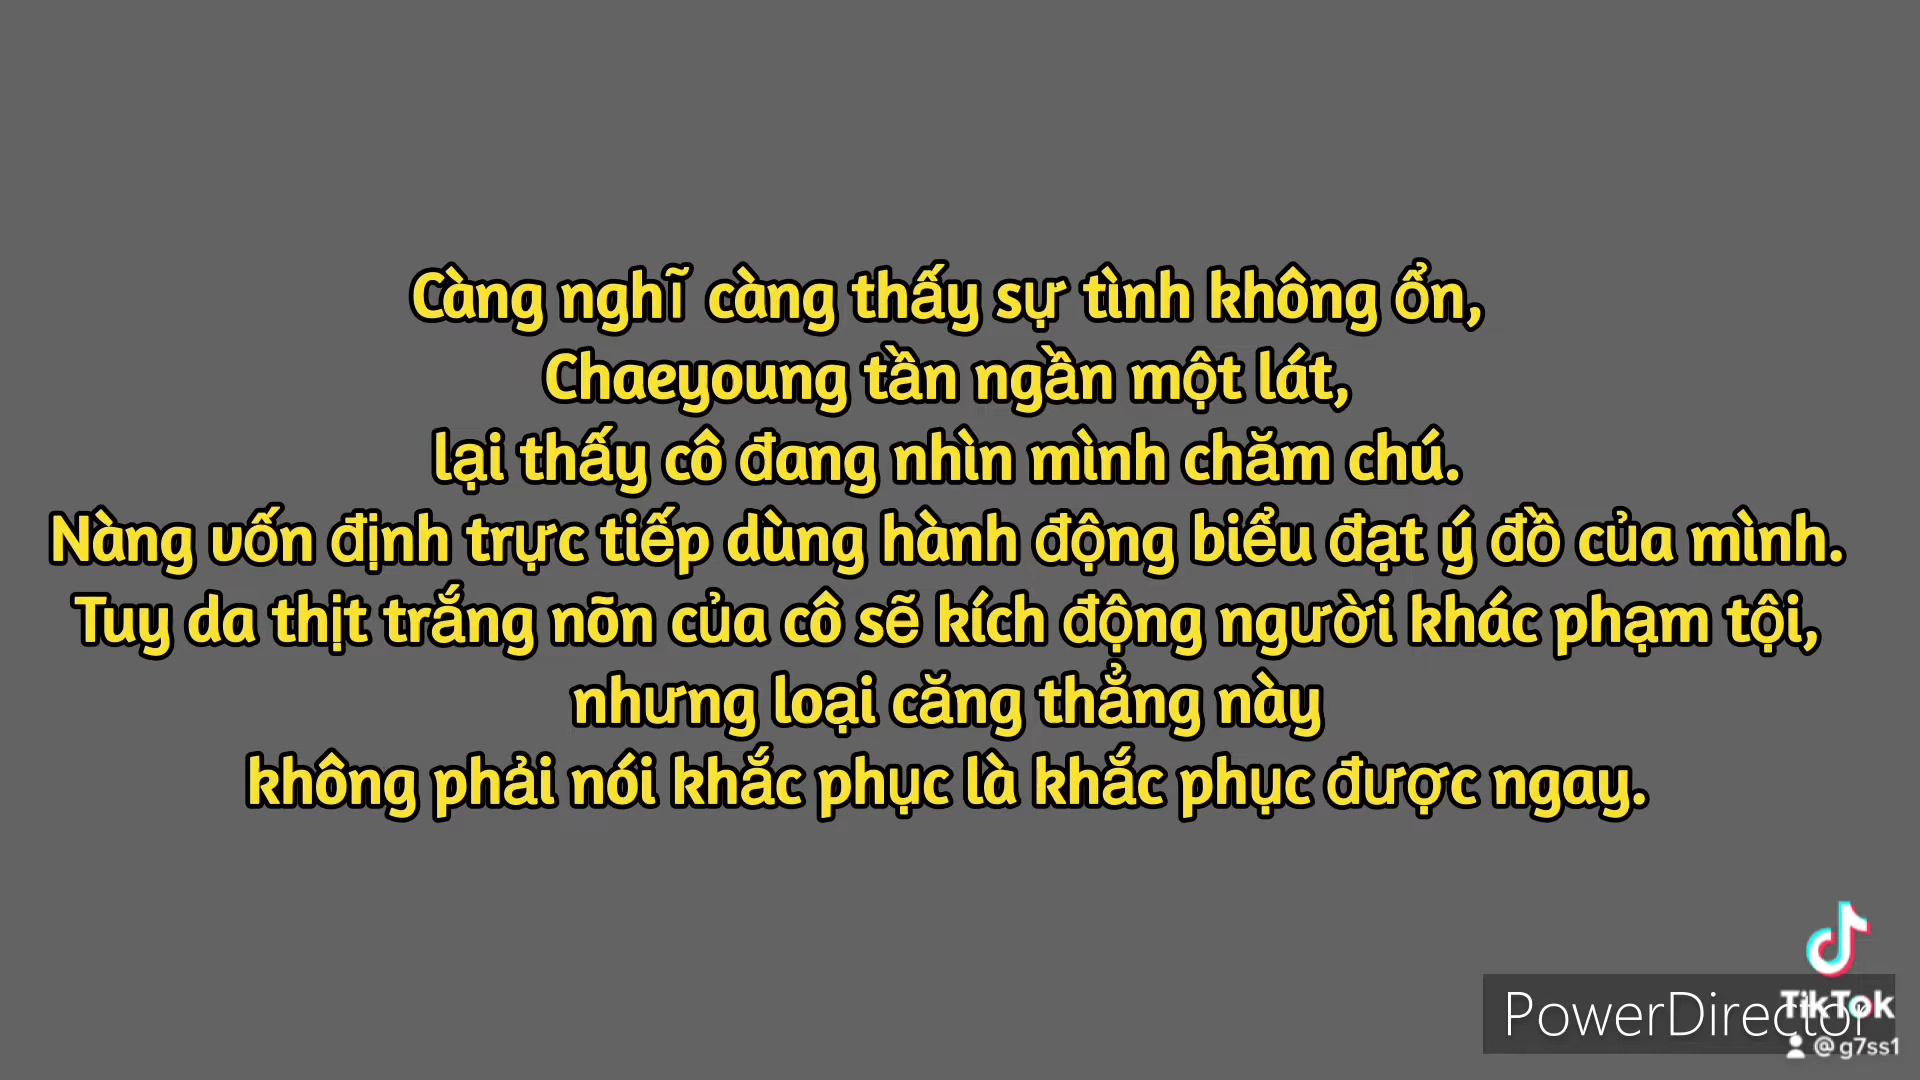 Càng nghĩ càng thấy sự tình không ổn,
Chaeyoung tần ngần một lát,
lại thấy cô đang nhìn mình chăm chú.
Nàng vốn định trực tiếp dùng hành động biểu đạt ý đồ của mình.
Tuy da thịt trắng nõn của cô sẽ kích động người khác phạm tội,
nhưng loại căng thẳng này
không phải nói khắc phục là khắc phục được ngay.
PowerDirector
TikTok
@g7ss1